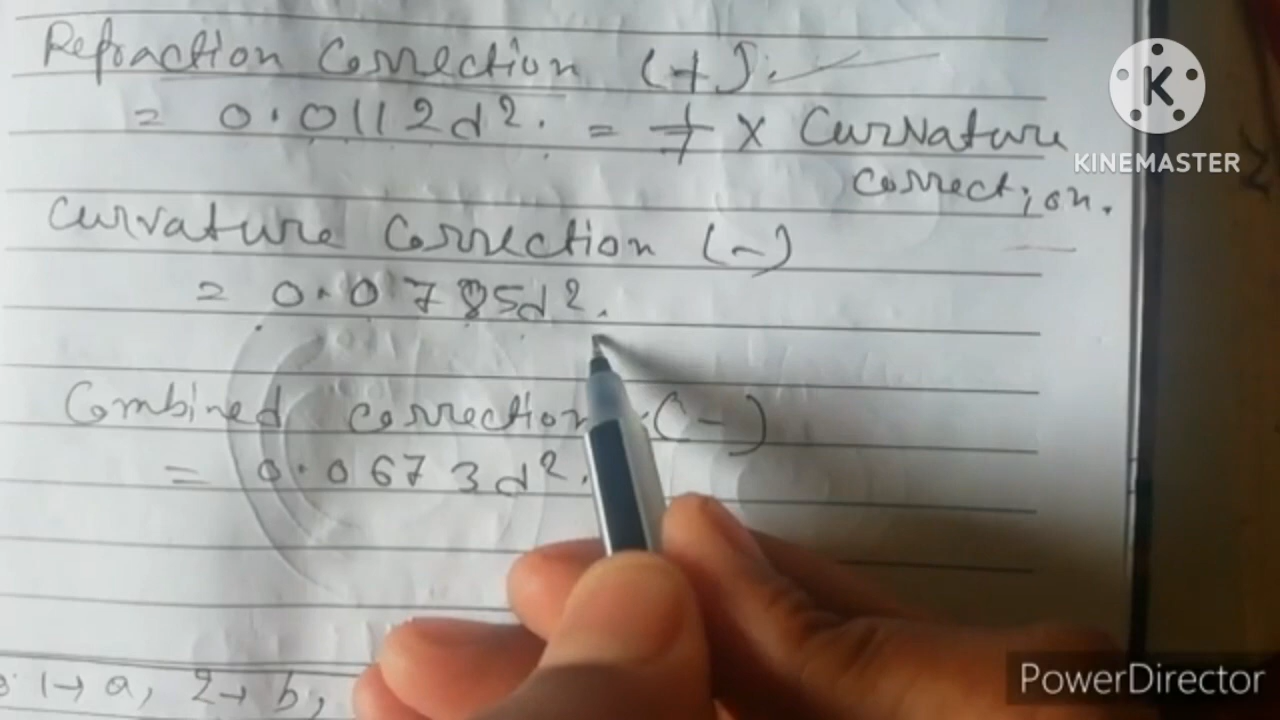 Refraction Correction (+).
= 0.0112d². = 1/7 x Curvature
correction.
Curvature Correction (-)
= 0.0785d².
Combined correction (-)
= 0.0673d².
1→a, 2→b,
K
KINEMASTER
PowerDirector